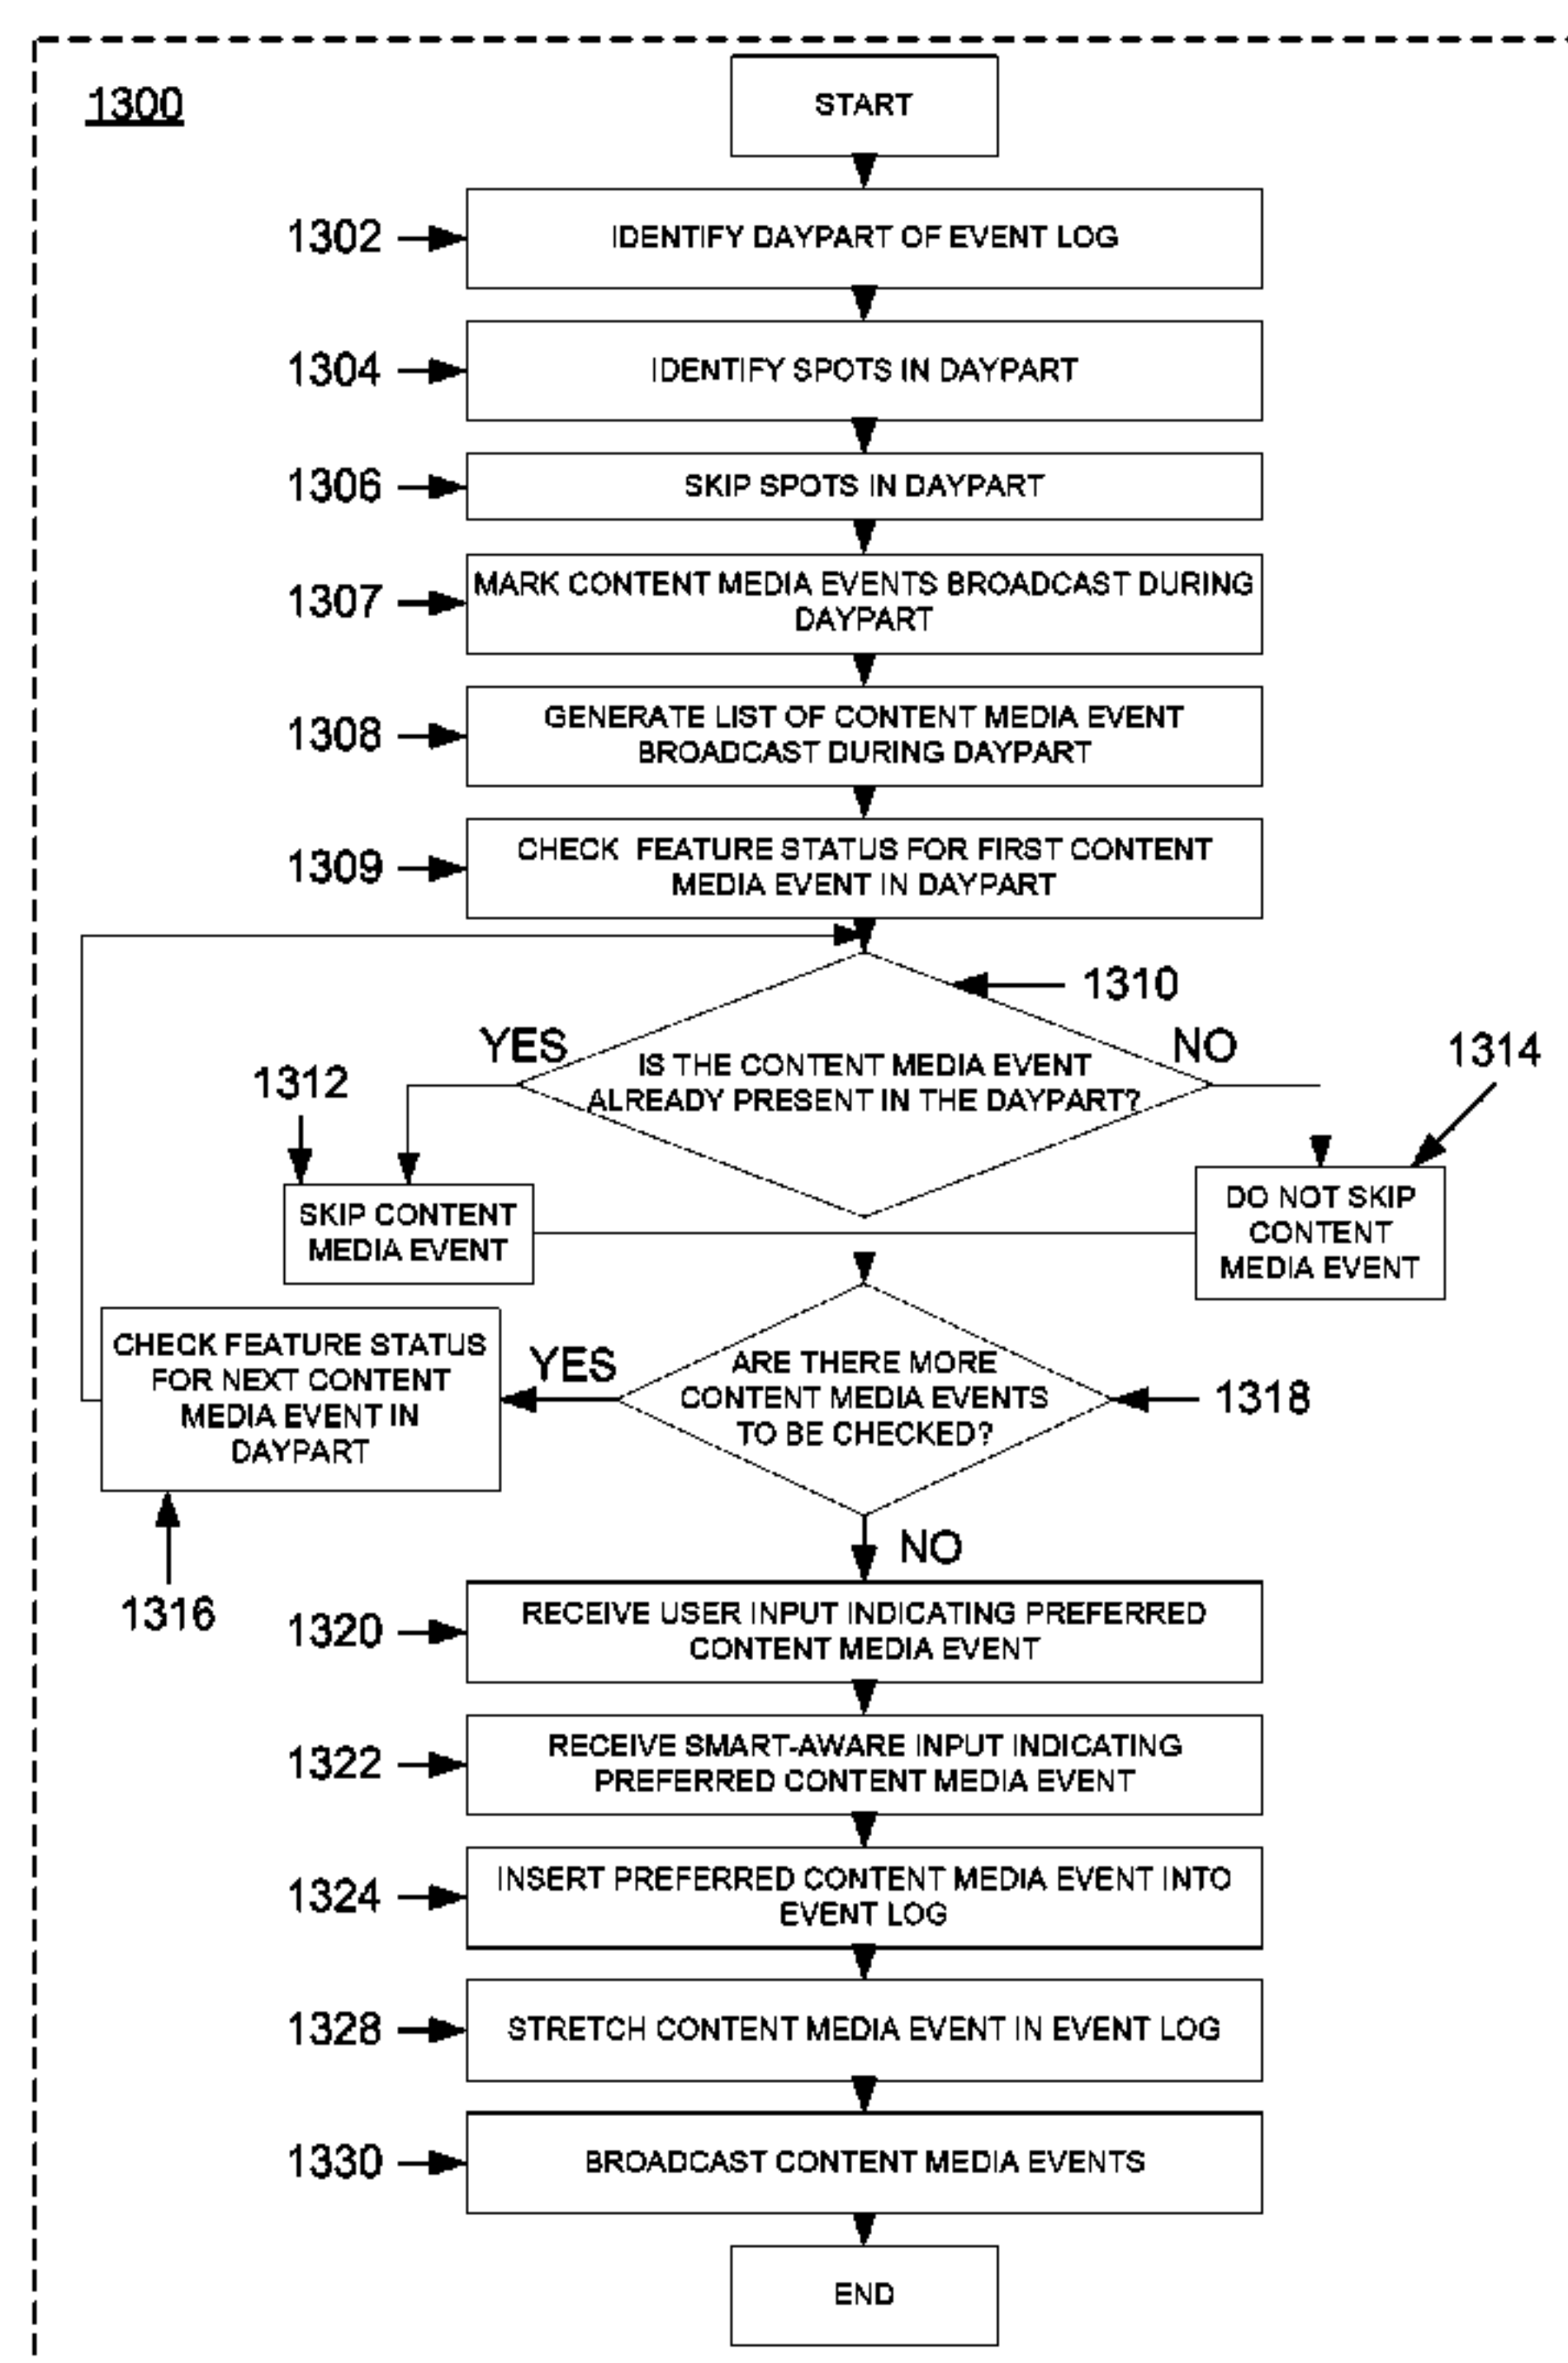 1300
START
1302
IDENTIFY DAYPART OF EVENT LOG
1304
IDENTIFY SPOTS IN DAYPART
1306
SKIP SPOTS IN DAYPART
1307
MARK CONTENT MEDIA EVENTS BROADCAST DURING
DAYPART
1308
GENERATE LIST OF CONTENT MEDIA EVENT
BROADCAST DURING DAYPART
1309
CHECK FEATURE STATUS FOR FIRST CONTENT
MEDIA EVENT IN DAYPART
1310
YES
NO
IS THE CONTENT MEDIA EVENT
ALREADY PRESENT IN THE DAYPART?
1312
1314
SKIP CONTENT
MEDIA EVENT
DO NOT SKIP
CONTENT
MEDIA EVENT
CHECK FEATURE STATUS
FOR NEXT CONTENT
MEDIA EVENT IN
DAYPART
YES
ARE THERE MORE
CONTENT MEDIA EVENTS
TO BE CHECKED?
1318
NO
1316
1320
RECEIVE USER INPUT INDICATING PREFERRED
CONTENT MEDIA EVENT
1322
RECEIVE SMART-AWARE INPUT INDICATING
PREFERRED CONTENT MEDIA EVENT
1324
INSERT PREFERRED CONTENT MEDIA EVENT INTO
EVENT LOG
1328
STRETCH CONTENT MEDIA EVENT IN EVENT LOG
1330
BROADCAST CONTENT MEDIA EVENTS
END